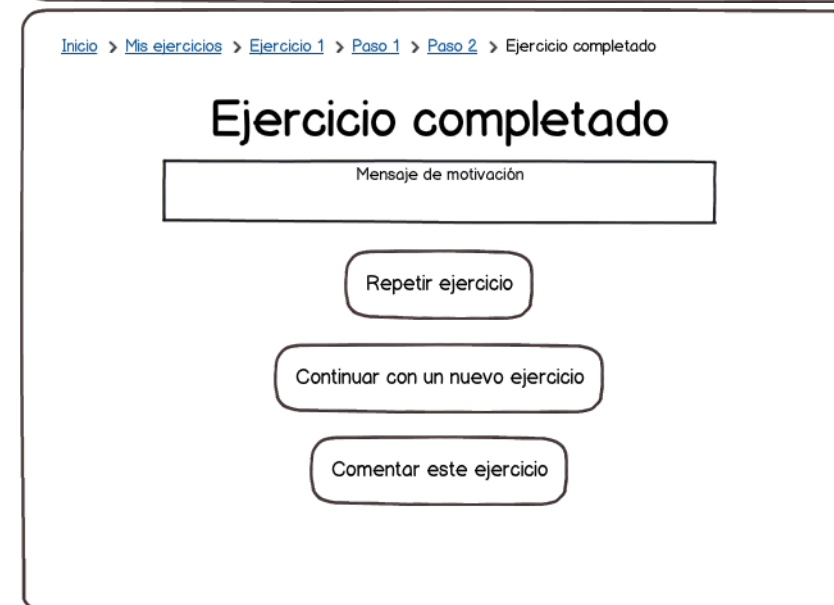 Inicio > Mis ejercicios > Ejercicio 1 > Paso 1 > Paso 2 > Ejercicio completado
Ejercicio completado
Mensaje de motivación
Repetir ejercicio
Continuar con un nuevo ejercicio
Comentar este ejercicio